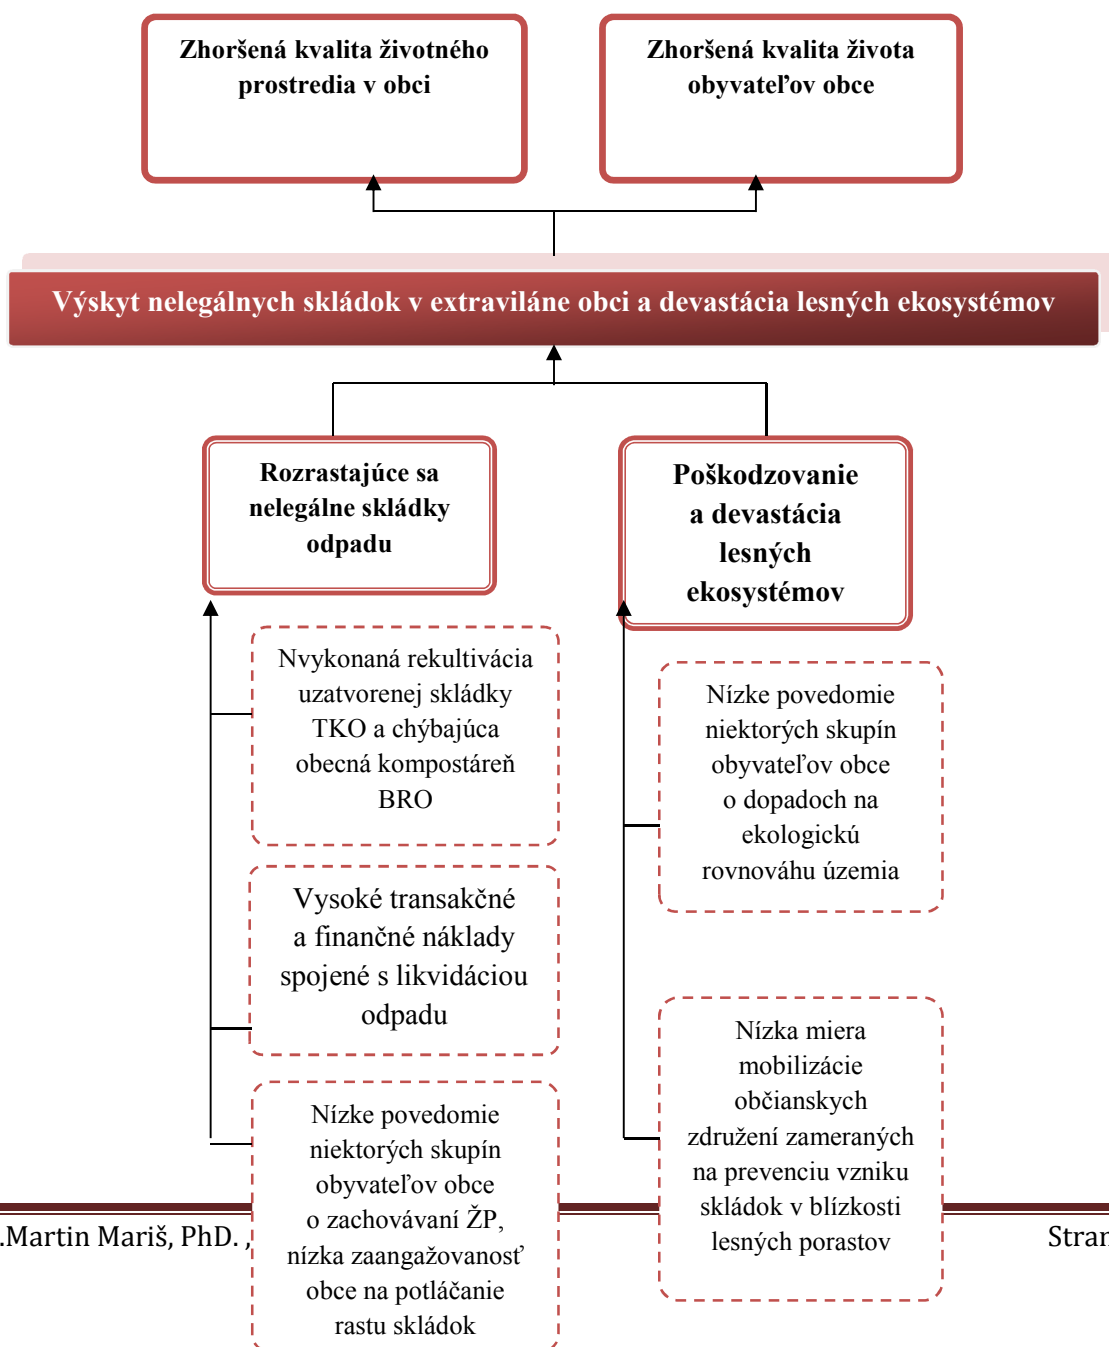 Zhoršená kvalita životného
prostredia v obci
Zhoršená kvalita života
obyvateľov obce
Výskyt nelegálnych skládok v extraviláne obci a devastácia lesných ekosystémov
Rozrastajúce sa
nelegálne skládky
odpadu
Poškodzovanie
a devastácia
lesných
ekosystémov
Nvykonaná rekultivácia
uzatvorenej skládky
TKO a chýbajúca
obecná kompostáreň
BRO
Vysoké transakčné
a finančné náklady
spojené s likvidáciou
odpadu
Nízke povedomie
niektorých skupín
obyvateľov obce
o zachovávaní ŽP,
nízka zaangažovanosť
obce na potláčanie
rastu skládok
Nízke povedomie
niektorých skupín
obyvateľov obce
o dopadoch na
ekologickú
rovnováhu územia
Nízka miera
mobilizácie
občianskych
združení zameraných
na prevenciu vzniku
skládok v blízkosti
lesných porastov
.Martin Mariš, PhD. ,
Stran